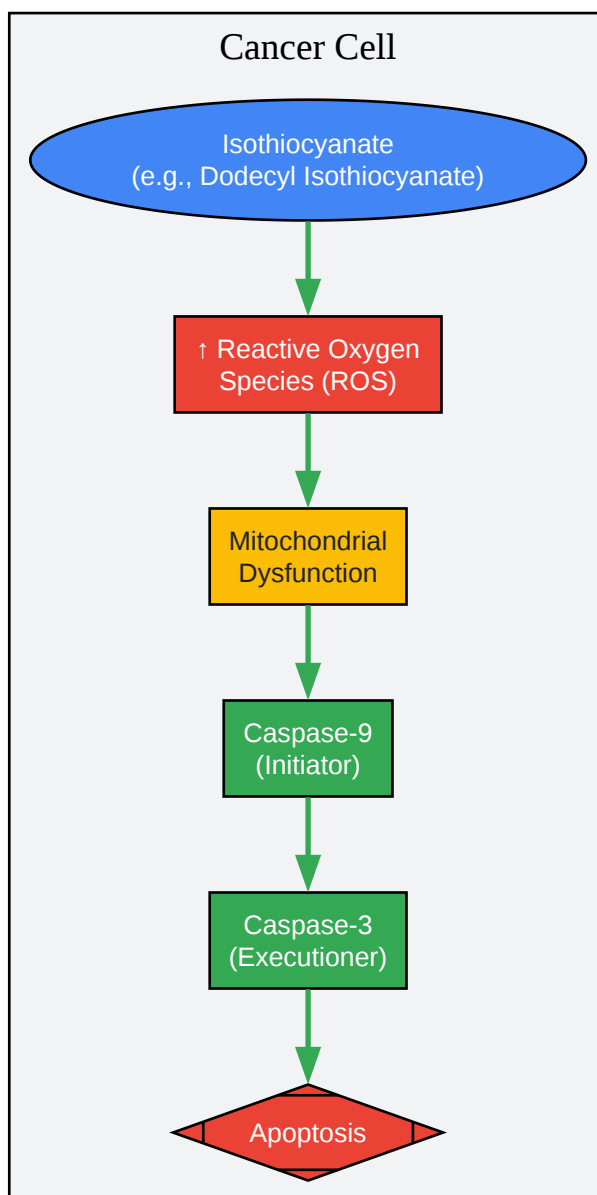 Cancer Cell
Isothiocyanate
(e.g., Dodecyl Isothiocyanate)
↑ Reactive Oxygen
Species (ROS)
Mitochondrial
Dysfunction
Caspase-9
(Initiator)
Caspase-3
(Executioner)
Apoptosis